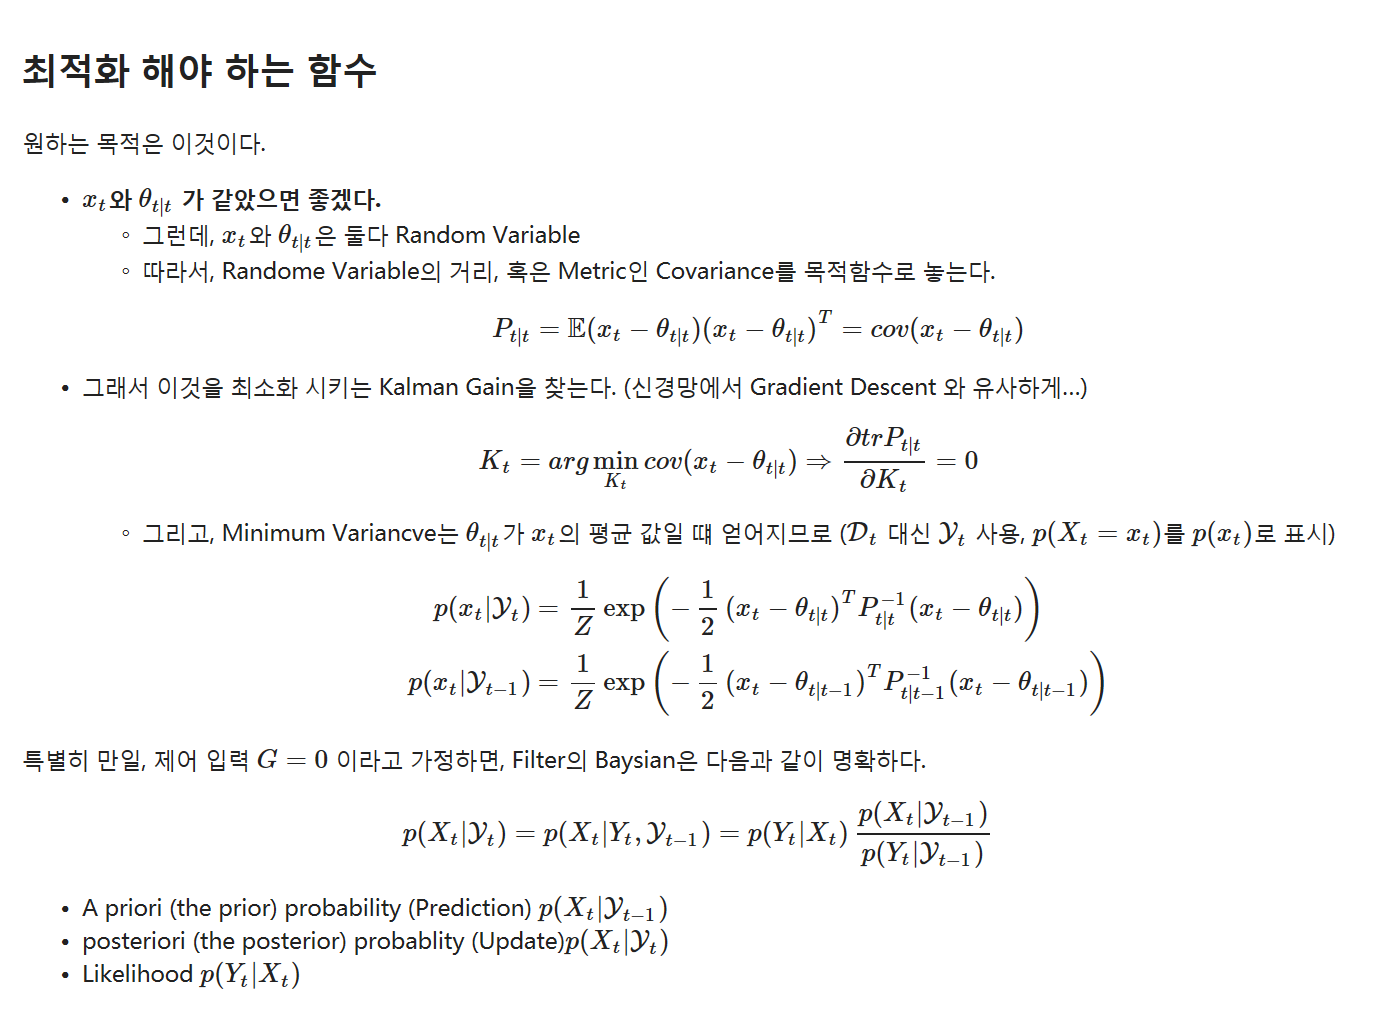 최적화 해야 하는 함수
원하는 목적은 이것이다.
• $x_t$와 $\theta_{t|t}$ 가 같았으면 좋겠다.
◦ 그런데, $x_t$와 $\theta_{t|t}$은 둘다 Random Variable
◦ 따라서, Randome Variable의 거리, 혹은 Metric인 Covariance를 목적함수로 놓는다.
$P_{t|t} = \mathbb{E}(x_t - \theta_{t|t})(x_t - \theta_{t|t})^T = cov(x_t - \theta_{t|t})$
• 그래서 이것을 최소화 시키는 Kalman Gain을 찾는다. (신경망에서 Gradient Descent 와 유사하게...)
$K_t = arg \min_{K_t} cov(x_t - \theta_{t|t}) \Rightarrow \frac{\partial tr P_{t|t}}{\partial K_t} = 0$
◦ 그리고, Minimum Variancve는 $\theta_{t|t}$가 $x_t$의 평균 값일 떄 얻어지므로 ($\mathcal{D}_t$ 대신 $\mathcal{Y}_t$ 사용, $p(X_t = x_t)$를 $p(x_t)$로 표시)
$p(x_t|\mathcal{Y}_t) = \frac{1}{Z} \exp\left(-\frac{1}{2}(x_t - \theta_{t|t})^T P_{t|t}^{-1}(x_t - \theta_{t|t})\right)$
$p(x_t|\mathcal{Y}_{t-1}) = \frac{1}{Z} \exp\left(-\frac{1}{2}(x_t - \theta_{t|t-1})^T P_{t|t-1}^{-1}(x_t - \theta_{t|t-1})\right)$
특별히 만일, 제어 입력 $G = 0$ 이라고 가정하면, Filter의 Baysian은 다음과 같이 명확하다.
$p(X_t|\mathcal{Y}_t) = p(X_t|Y_t, \mathcal{Y}_{t-1}) = p(Y_t|X_t) \frac{p(X_t|\mathcal{Y}_{t-1})}{p(Y_t|\mathcal{Y}_{t-1})}$
• A priori (the prior) probability (Prediction) $p(X_t|\mathcal{Y}_{t-1})$
• posteriori (the posterior) probablity (Update)$p(X_t|\mathcal{Y}_t)$
• Likelihood $p(Y_t|X_t)$